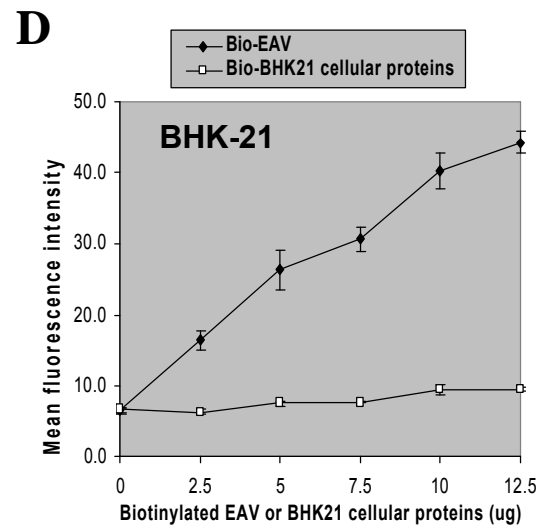 D
Bio-EAV
Bio-BHK21 cellular proteins
BHK-21
Mean fluorescence intensity
50.0
40.0
30.0
20.0
10.0
0.0
0 2.5 5 7.5 10 12.5
Biotinylated EAV or BHK21 cellular proteins (ug)